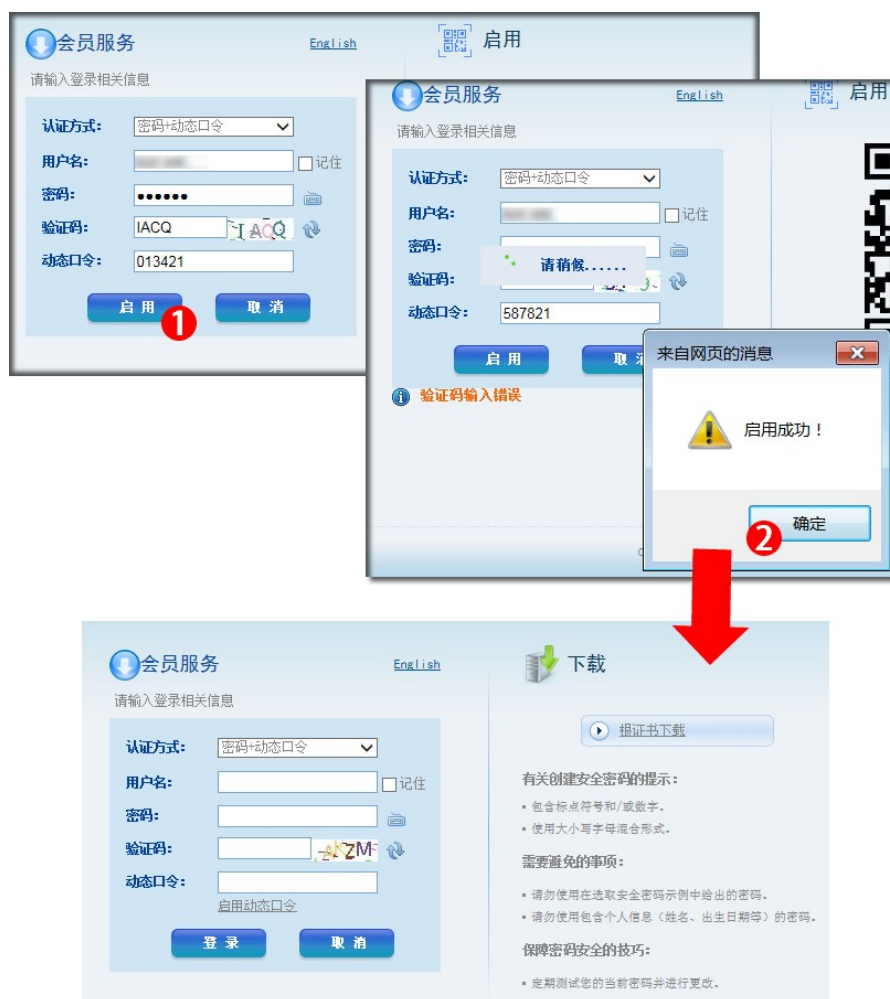 会员服务
English
启用
请输入登录相关信息
认证方式:
密码+动态口令
用户名:
记住
密码:
••••••
验证码:
IACQ
IACQ
动态口令:
013421
启 用
取 消
1
会员服务
English
启用
请输入登录相关信息
认证方式:
密码+动态口令
用户名:
记住
密码:
请稍候......
验证码:
动态口令:
587821
启 用
取
验证码输入错误
来自网页的消息
启用成功！
确定
2
会员服务
English
请输入登录相关信息
认证方式:
密码+动态口令
用户名:
记住
密码:
验证码:
AKZM
动态口令:
启用动态口令
登 录
取 消
下载
根证书下载
有关创建安全密码的提示:
▪ 包含标点符号和/或数字。
▪ 使用大小写字母混合形式。
需要避免的事项:
▪ 请勿使用在选取安全密码示例中给出的密码。
▪ 请勿使用包含个人信息（姓名、出生日期等）的密码。
保障密码安全的技巧:
▪ 定期测试您的当前密码并进行更改。